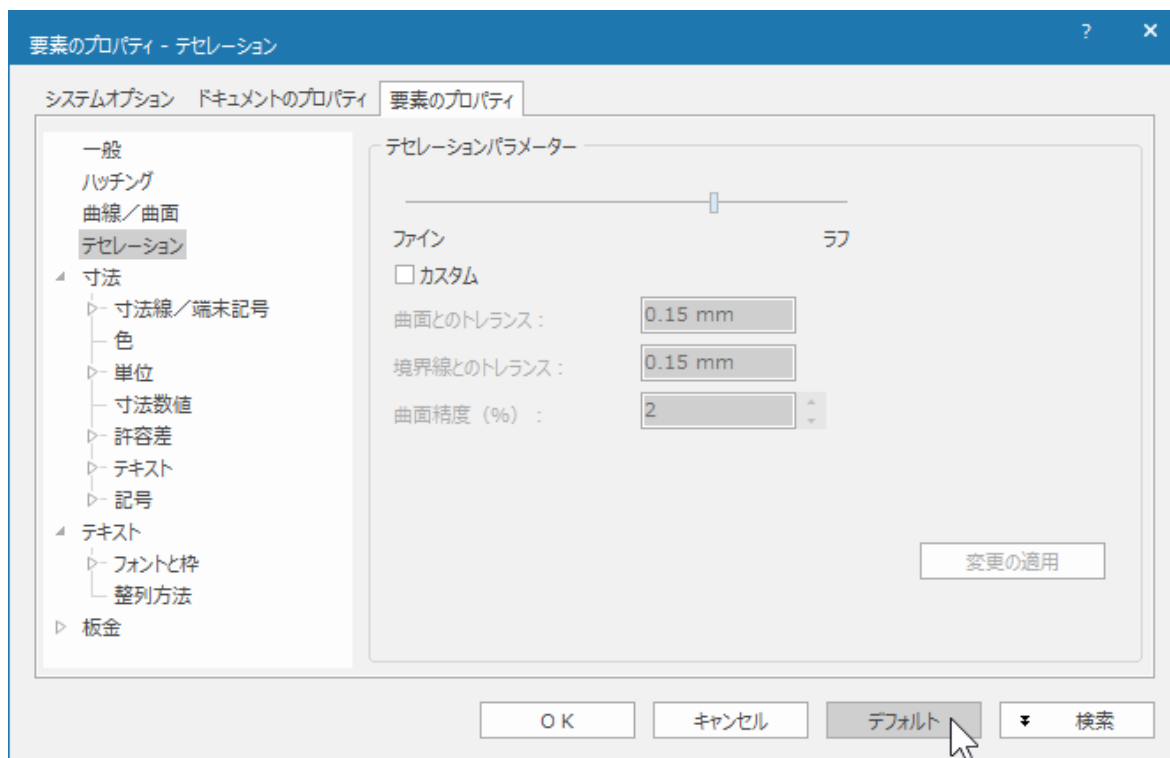 要素のプロパティ - テセレーション
?
×
システムオプション ドキュメントのプロパティ 要素のプロパティ
一般
ハッチング
曲線／曲面
テセレーション
寸法
寸法線／端末記号
色
単位
寸法数値
許容差
テキスト
記号
テキスト
フォントと枠
整列方法
板金
テセレーションパラメーター
ファイン ラフ
カスタム
曲面とのトレランス： 0.15 mm
境界線とのトレランス： 0.15 mm
曲面精度（%）： 2
変更の適用
OK キャンセル デフォルト 検索